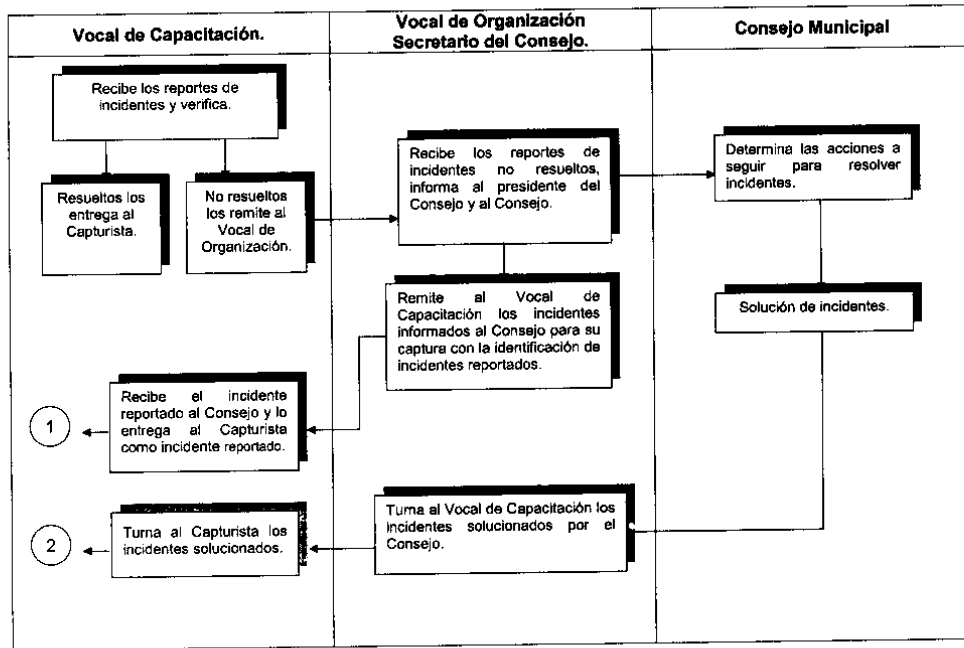 Vocal de Capacitación.
Vocal de Organización
Secretario del Consejo.
Consejo Municipal
Recibe los reportes de
incidentes y verifica.
Resueltos los
entrega al
Capturista.
No resueltos
los remite al
Vocal de
Organización.
Recibe los reportes de
incidentes no resueltos,
informa al presidente del
Consejo y al Consejo.
Determina las acciones a
seguir para resolver
incidentes.
Remite al Vocal de
Capacitación los incidentes
informados al Consejo para su
captura con la identificación de
incidentes reportados.
Solución de incidentes.
1
Recibe el incidente
reportado al Consejo y lo
entrega al Capturista
como incidente reportado.
Turna al Vocal de Capacitación los
incidentes solucionados por el
Consejo.
2
Turna al Capturista los
incidentes solucionados.